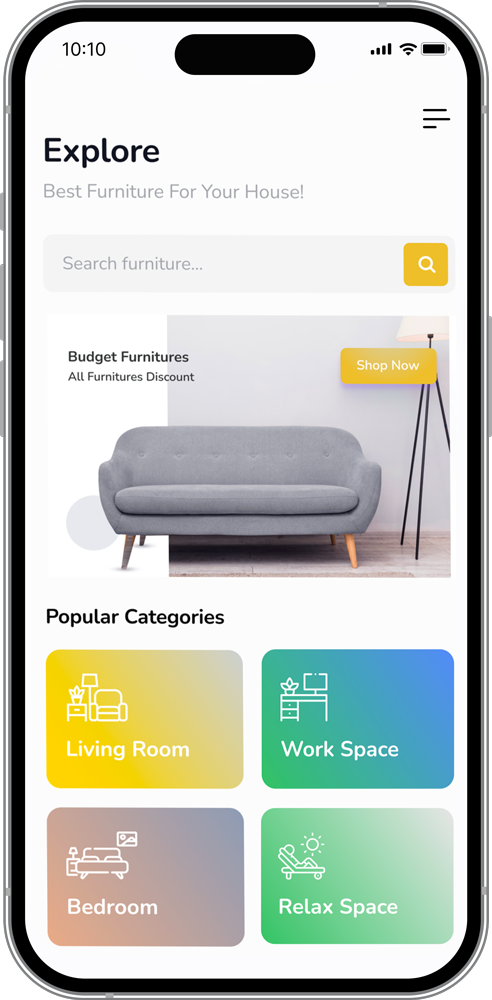 10:10
Explore
Best Furniture For Your House!
Search furniture...
Budget Furnitures
All Furnitures Discount
Shop Now
Popular Categories
Living Room
Work Space
Bedroom
Relax Space